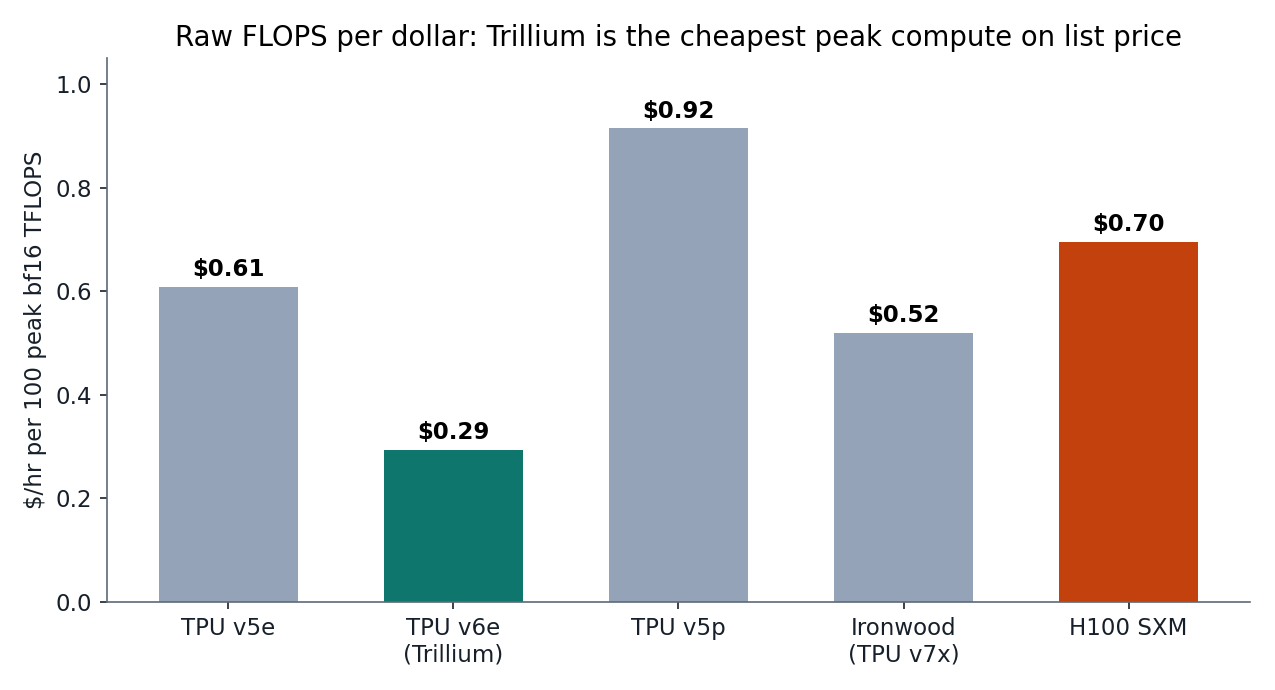 Raw FLOPS per dollar: Trillium is the cheapest peak compute on list price
$/hr per 100 peak bf16 TFLOPS
1.0
0.8
0.6
0.4
0.2
0.0
$0.61
$0.29
$0.92
$0.52
$0.70
TPU v5e
TPU v6e
(Trillium)
TPU v5p
Ironwood
(TPU v7x)
H100 SXM